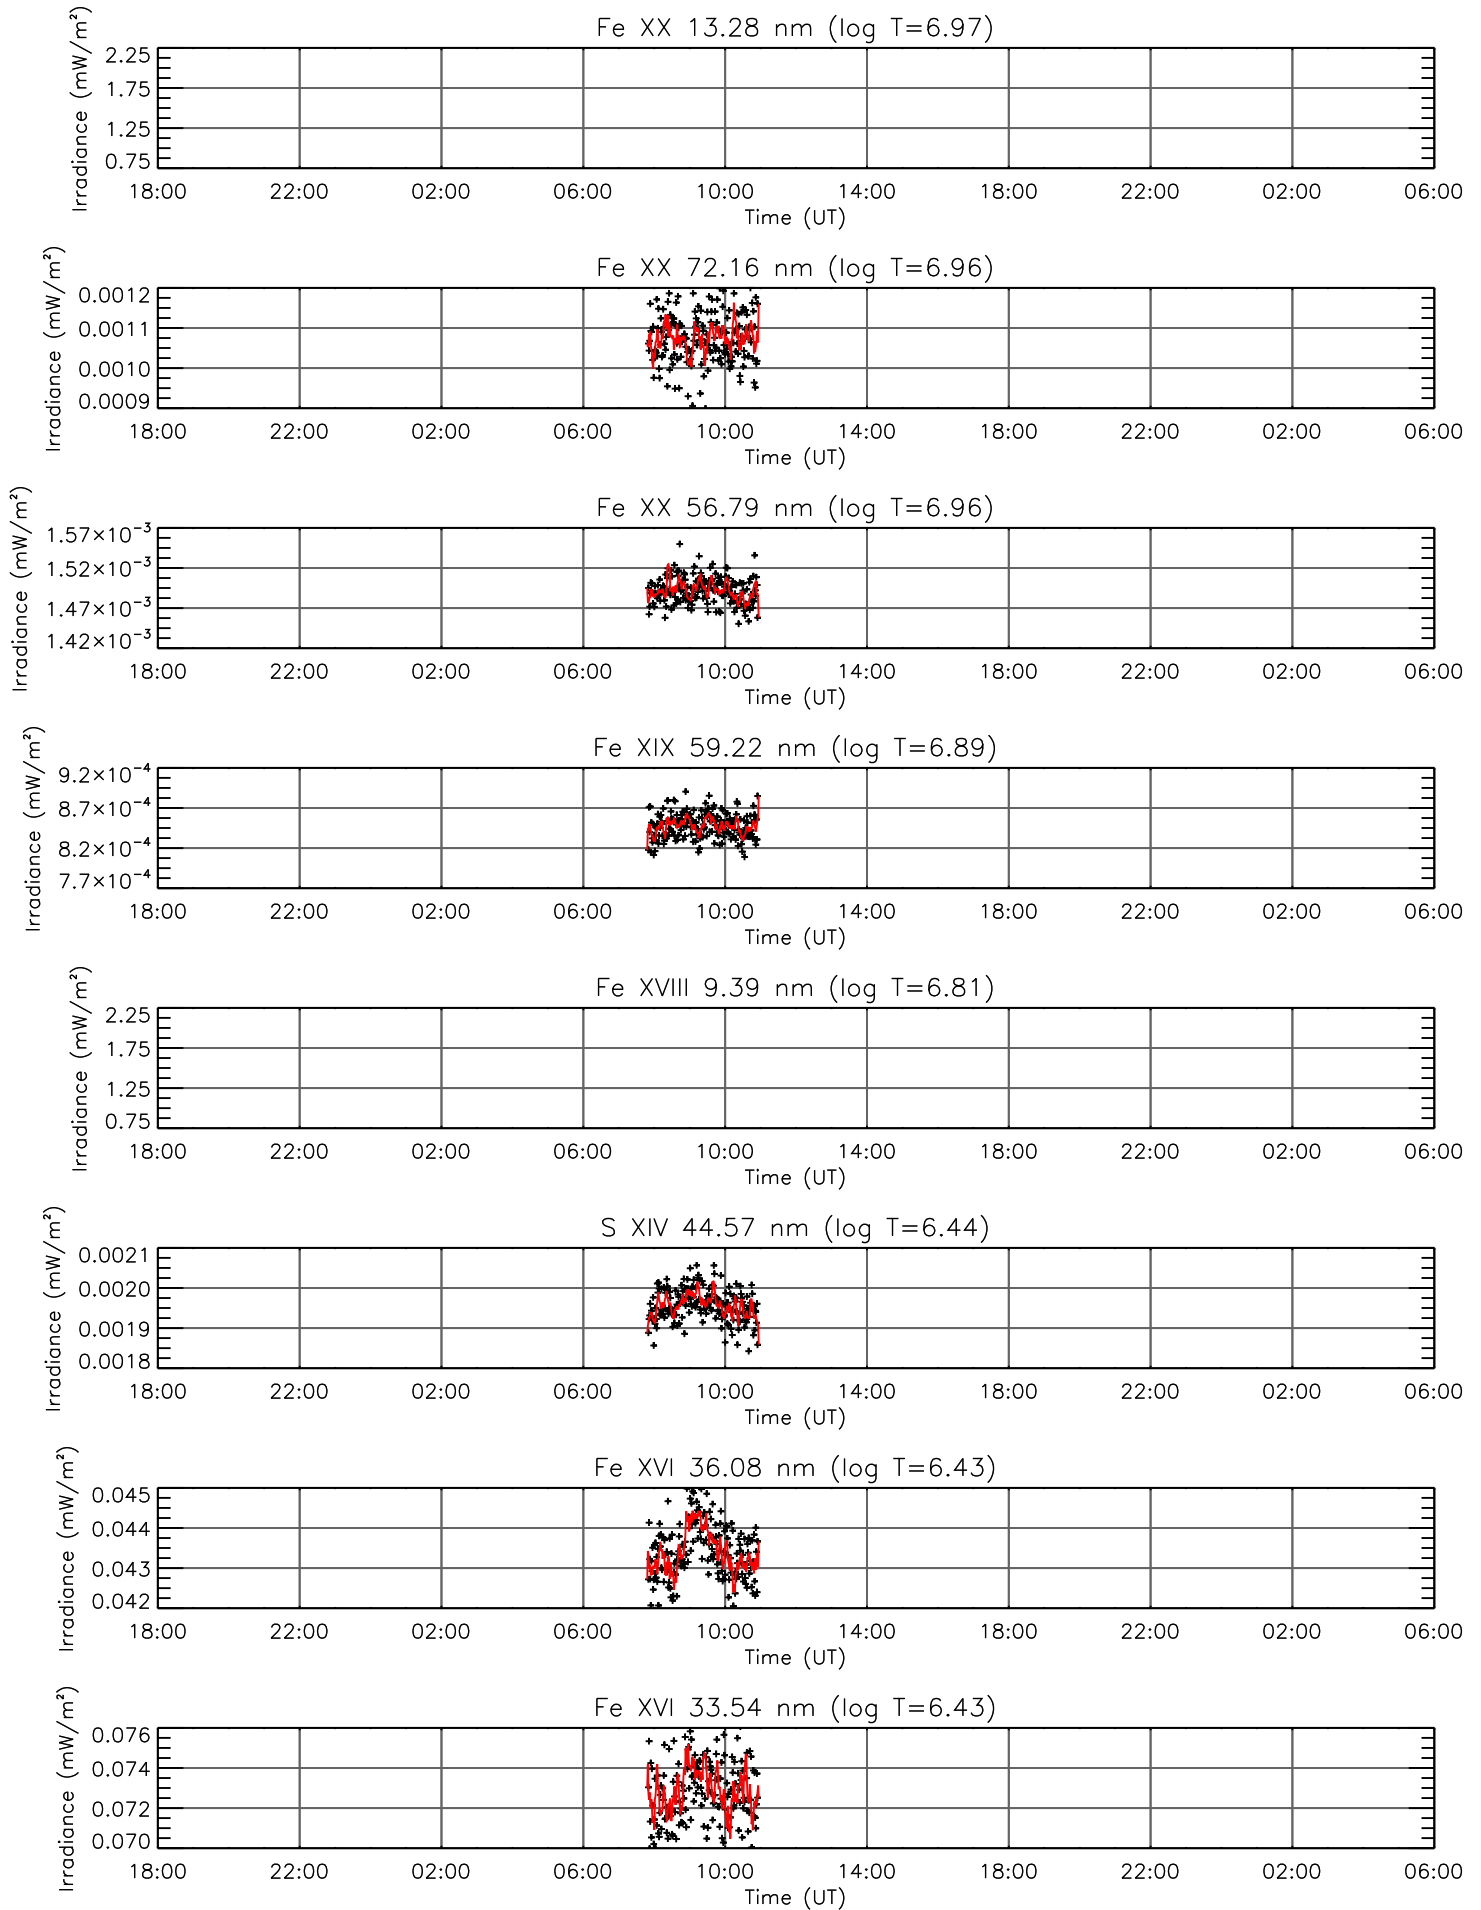 Fe XX 13.28 nm (log T=6.97)
Irradiance (mW/m²)
2.25
1.75
1.25
0.75
18:00 22:00 02:00 06:00 10:00 14:00 18:00 22:00 02:00 06:00
Time (UT)
Fe XX 72.16 nm (log T=6.96)
Irradiance (mW/m²)
0.0012
0.0011
0.0010
0.0009
18:00 22:00 02:00 06:00 10:00 14:00 18:00 22:00 02:00 06:00
Time (UT)
Fe XX 56.79 nm (log T=6.96)
Irradiance (mW/m²)
1.57×10⁻³
1.52×10⁻³
1.47×10⁻³
1.42×10⁻³
18:00 22:00 02:00 06:00 10:00 14:00 18:00 22:00 02:00 06:00
Time (UT)
Fe XIX 59.22 nm (log T=6.89)
Irradiance (mW/m²)
9.2×10⁻⁴
8.7×10⁻⁴
8.2×10⁻⁴
7.7×10⁻⁴
18:00 22:00 02:00 06:00 10:00 14:00 18:00 22:00 02:00 06:00
Time (UT)
Fe XVIII 9.39 nm (log T=6.81)
Irradiance (mW/m²)
2.25
1.75
1.25
0.75
18:00 22:00 02:00 06:00 10:00 14:00 18:00 22:00 02:00 06:00
Time (UT)
S XIV 44.57 nm (log T=6.44)
Irradiance (mW/m²)
0.0021
0.0020
0.0019
0.0018
18:00 22:00 02:00 06:00 10:00 14:00 18:00 22:00 02:00 06:00
Time (UT)
Fe XVI 36.08 nm (log T=6.43)
Irradiance (mW/m²)
0.045
0.044
0.043
0.042
18:00 22:00 02:00 06:00 10:00 14:00 18:00 22:00 02:00 06:00
Time (UT)
Fe XVI 33.54 nm (log T=6.43)
Irradiance (mW/m²)
0.076
0.074
0.072
0.070
18:00 22:00 02:00 06:00 10:00 14:00 18:00 22:00 02:00 06:00
Time (UT)